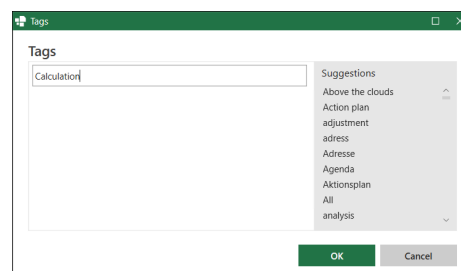 Tags
Tags
Calculation
Suggestions
Above the clouds
Action plan
adjustment
adress
Adresse
Agenda
Aktionsplan
All
analysis
OK
Cancel